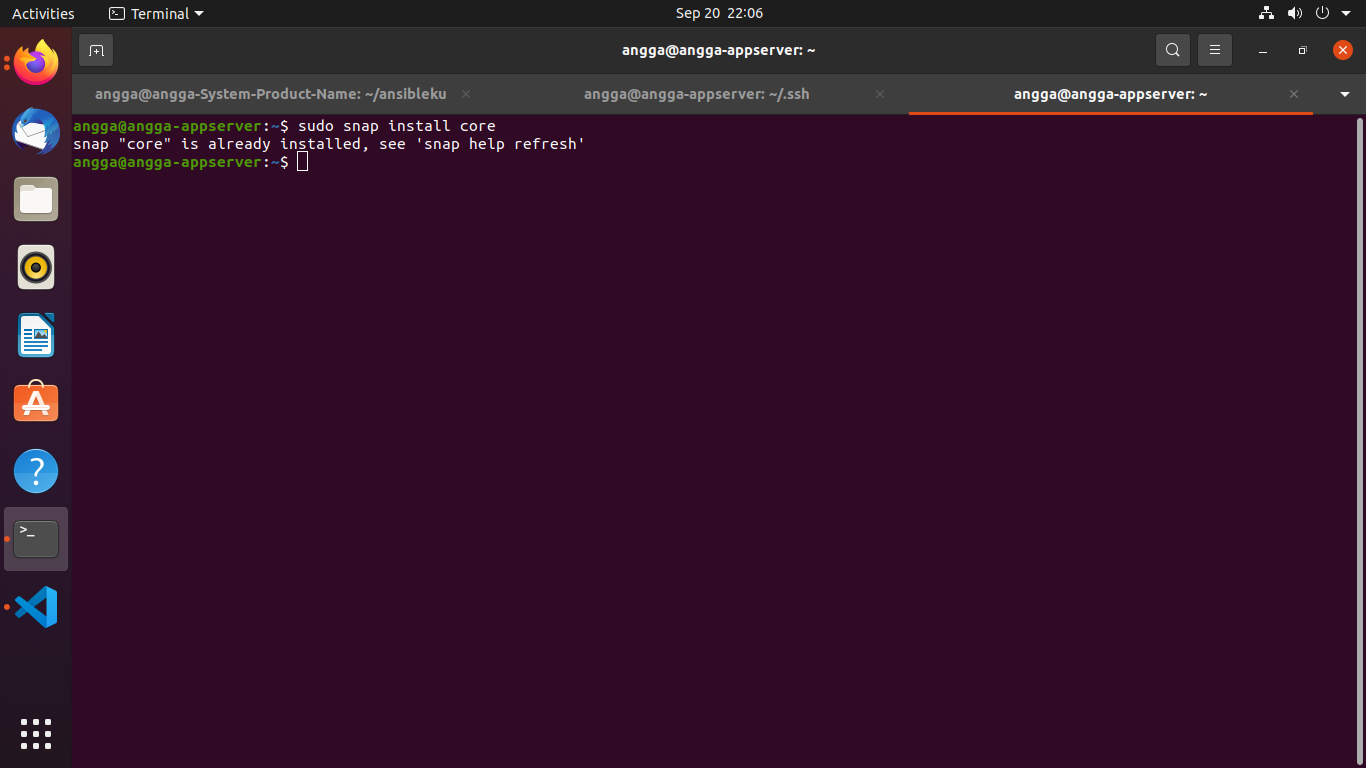 Activities
Terminal
Sep 20 22:06
angga@angga-appserver: ~
angga@angga-System-Product-Name: ~/ansibleku
angga@angga-appserver: ~/.ssh
angga@angga-appserver: ~
angga@angga-appserver:~$ sudo snap install core
snap "core" is already installed, see 'snap help refresh'
angga@angga-appserver:~$